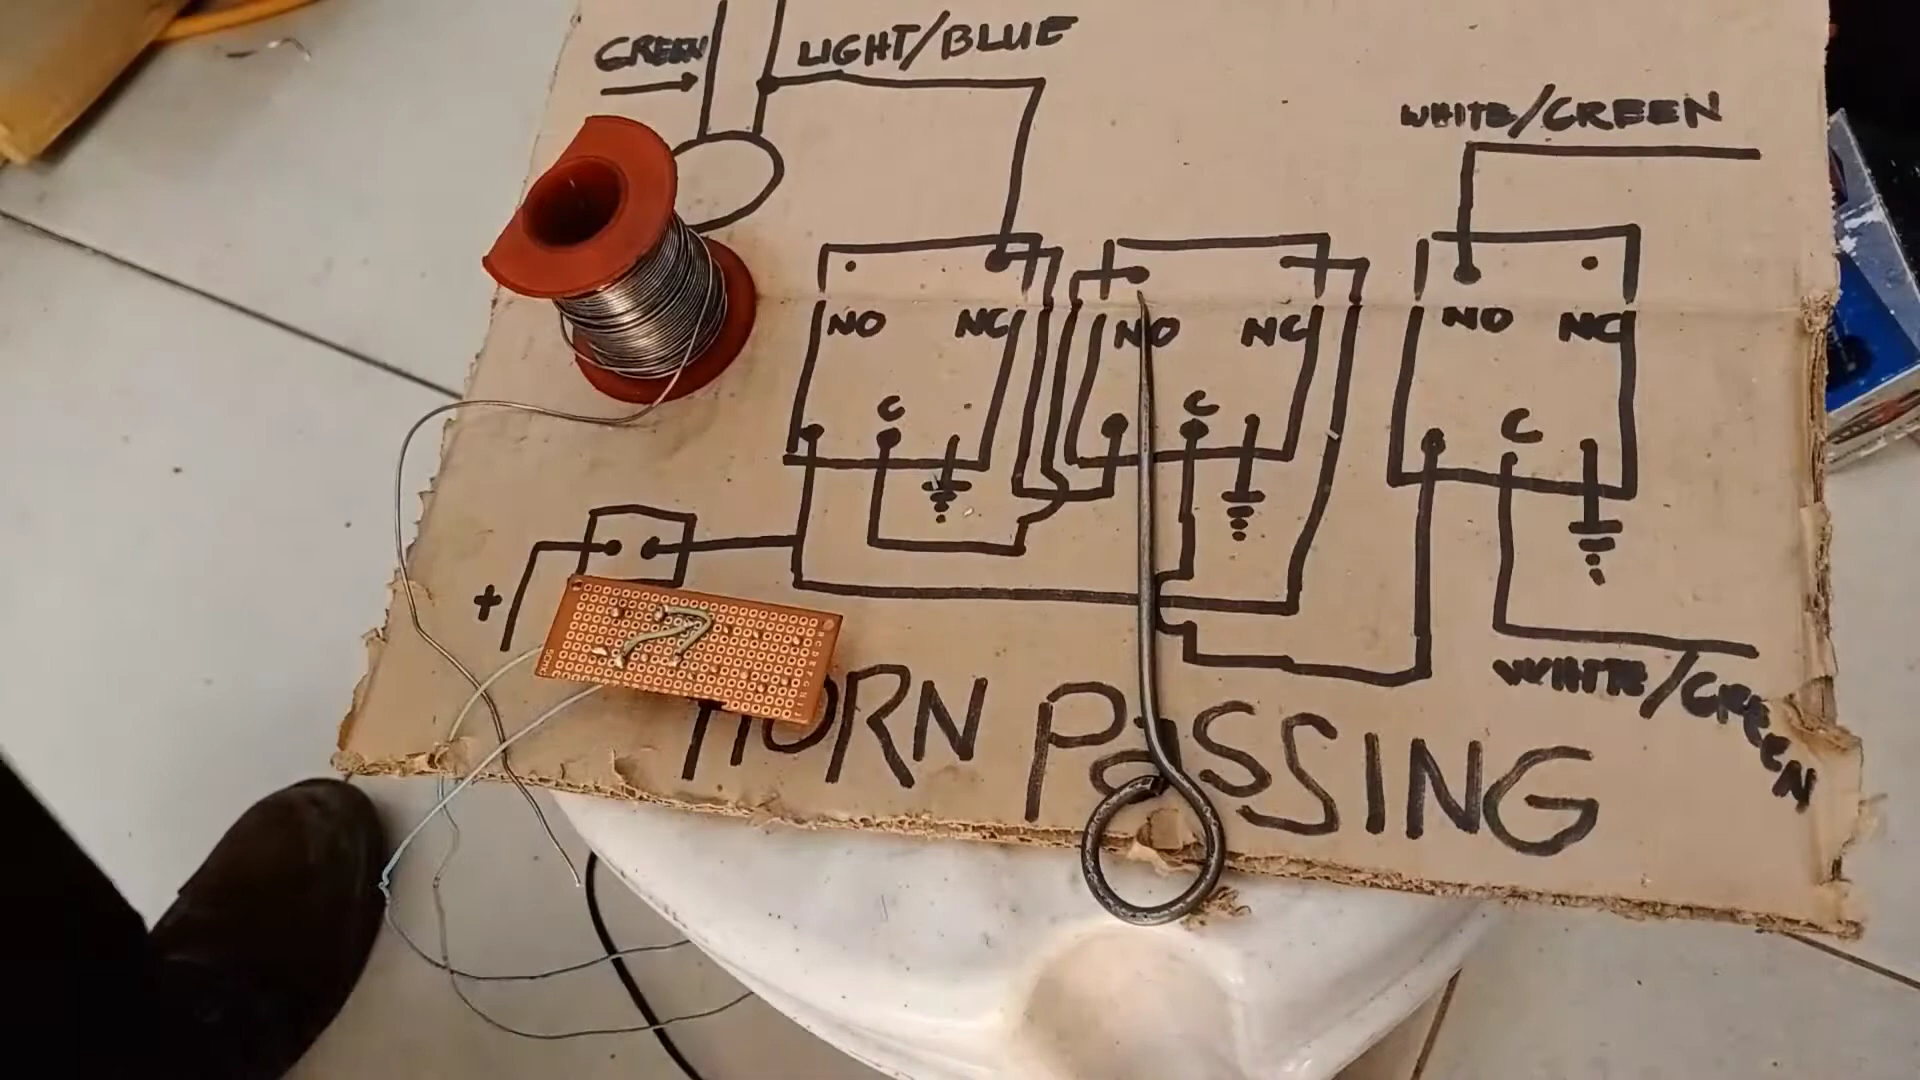 GREEN
LIGHT/BLUE
WHITE/GREEN
NO NC NO NC NO NC
C C C
+
WHITE/GREEN
HORN PASSING